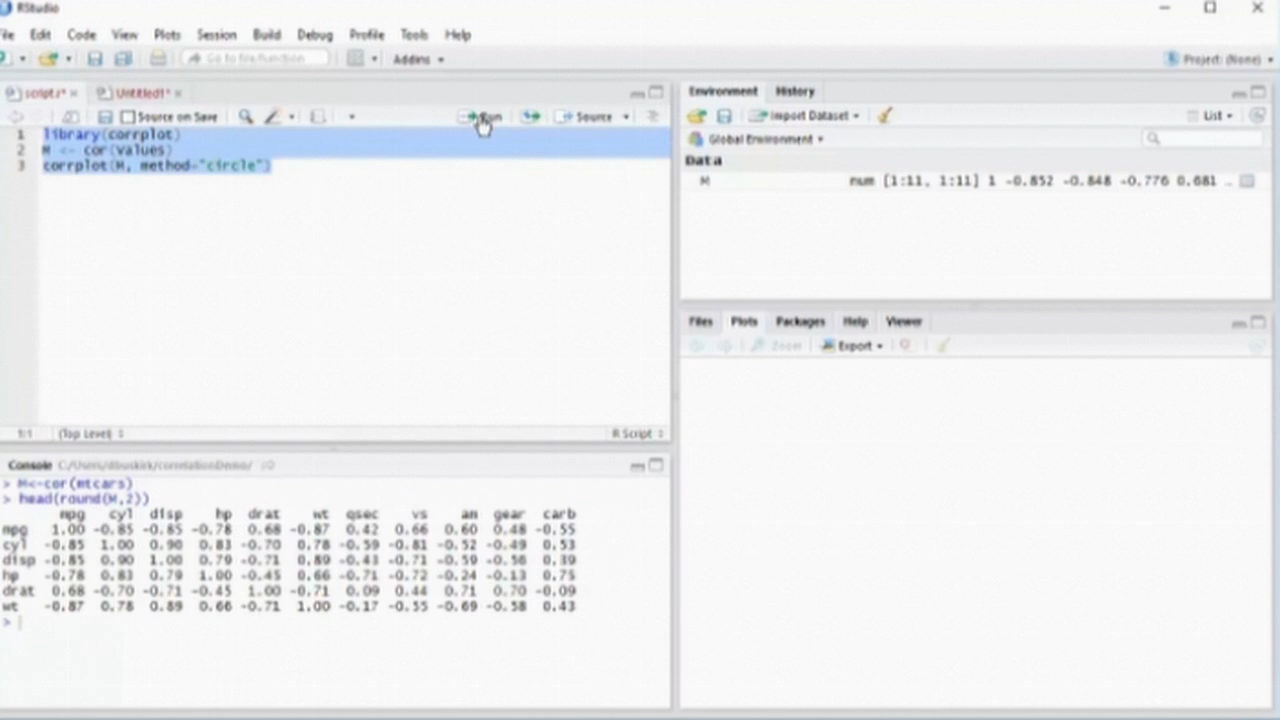 RStudio
File Edit Code View Plots Session Build Debug Profile Tools Help
Go to file/function Addins Project: (None)
script.r* Untitled1*
Source on Save Run Source
1 library(corrplot)
2 M <- cor(values)
3 corrplot(M, method="circle")
1:1 (Top Level) R Script
Console
> M<-cor(mtcars)
> head(round(M,2))
mpg cyl disp hp drat wt qsec vs am gear carb
mpg 1.00 -0.85 -0.85 -0.78 0.68 -0.87 0.42 0.66 0.60 0.48 -0.55
cyl -0.85 1.00 0.90 0.83 -0.70 0.78 -0.59 -0.81 -0.52 -0.49 0.53
disp -0.85 0.90 1.00 0.79 -0.71 0.89 -0.43 -0.71 -0.59 -0.56 0.39
hp -0.78 0.83 0.79 1.00 -0.45 0.66 -0.71 -0.72 -0.24 -0.13 0.75
drat 0.68 -0.70 -0.71 -0.45 1.00 -0.71 0.09 0.44 0.71 0.70 -0.09
wt -0.87 0.78 0.89 0.66 -0.71 1.00 -0.17 -0.55 -0.69 -0.58 0.43
>
Environment History
Import Dataset List
Global Environment
Data
M num [1:11, 1:11] 1 -0.852 -0.848 -0.776 0.681 ..
Files Plots Packages Help Viewer
Zoom Export